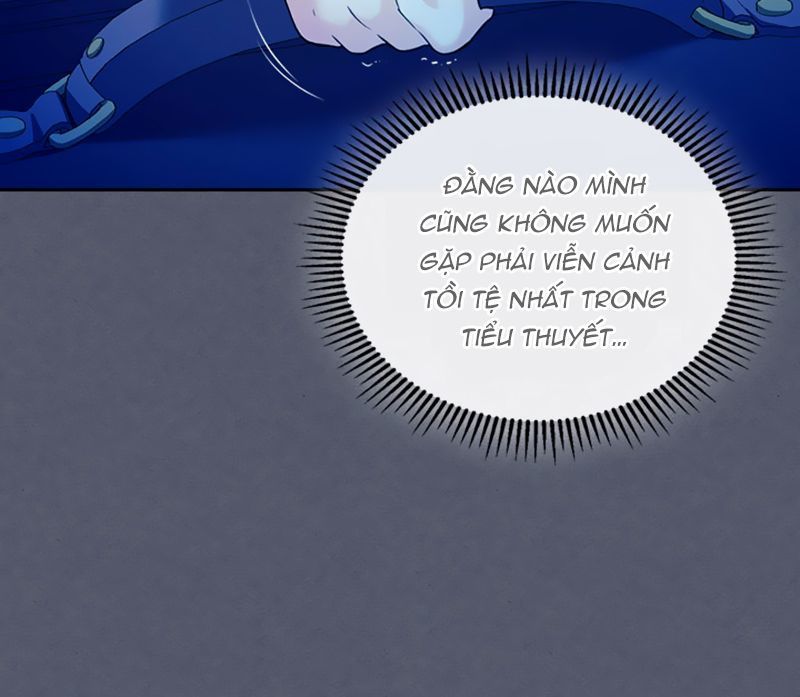 ĐẰNG NÀO MÌNH
CŨNG KHÔNG MUỐN
GẶP PHẢI VIỄN CẢNH
TỒI TỆ NHẤT TRONG
TIỂU THUYẾT...